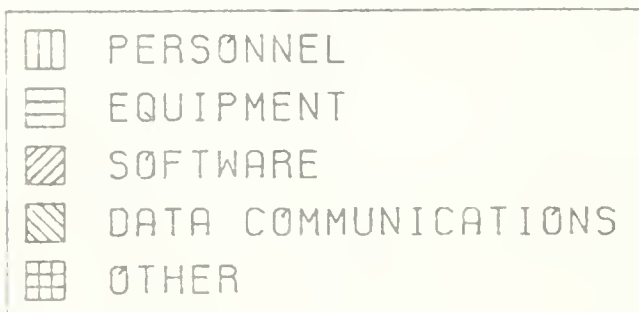 PERSONNEL
EQUIPMENT
SOFTWARE
DATA COMMUNICATIONS
OTHER